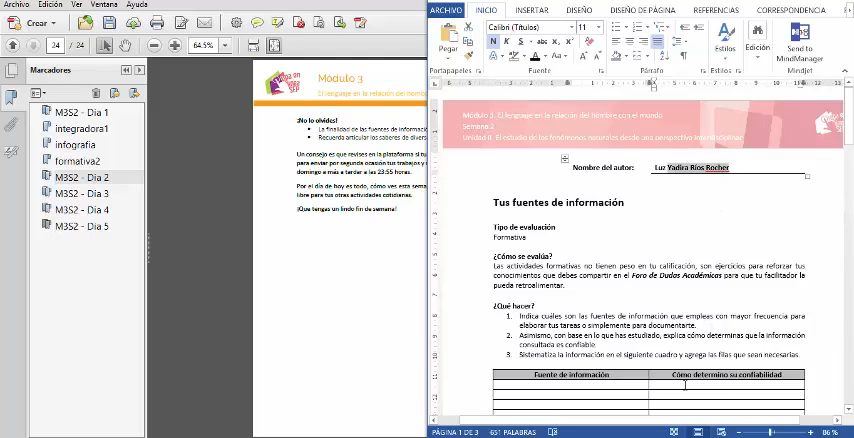 Archivo Edición Ver Ventana Ayuda
Crear
24 / 24
64.5%
Marcadores
M3S2 - Día 1
integradora1
infografia
formativa2
M3S2 - Día 2
M3S2 - Día 3
M3S2 - Día 4
M3S2 - Día 5
Módulo 3
El lenguaje en la relación del homb
¡No lo olvides!
La finalidad de las fuentes de informació
Recuerda articular los saberes de divers
Un consejo es que revises en la plataforma si tu
para enviar por segunda ocasión tus trabajos y
domingo a más a tardar a las 23:55 horas.
Por el día de hoy es todo, cómo ves esta sema
libre para tus otras actividades cotidianas.
¡Que tengas un lindo fin de semana!
ARCHIVO INICIO INSERTAR DISEÑO DISEÑO DE PÁGINA REFERENCIAS CORRESPONDENCIA
Pegar
Calibri (Títulos) 11
N K S abc x₂ x²
Estilos
Edición
Send to
MindManager
Portapapeles Fuente Párrafo Estilos Mindjet
Módulo 3. El lenguaje en la relación del hombre con el mundo
Semana 2
Unidad II. El estudio de los fenómenos naturales desde una perspectiva interdisciplinar
Nombre del autor: Luz Yadira Ríos Rocher
Tus fuentes de información
Tipo de evaluación
Formativa
¿Cómo se evalúa?
Las actividades formativas no tienen peso en tu calificación, son ejercicios para reforzar tus
conocimientos que debes compartir en el Foro de Dudas Académicas para que tu facilitador la
pueda retroalimentar.
¿Qué hacer?
1. Indica cuáles son las fuentes de información que empleas con mayor frecuencia para
elaborar tus tareas o simplemente para documentarte.
2. Asimismo, con base en lo que has estudiado, explica cómo determinas que la información
consultada es confiable.
3. Sistematiza la información en el siguiente cuadro y agrega las filas que sean necesarias.
Fuente de información Cómo determino su confiabilidad
PÁGINA 1 DE 3 651 PALABRAS 86 %